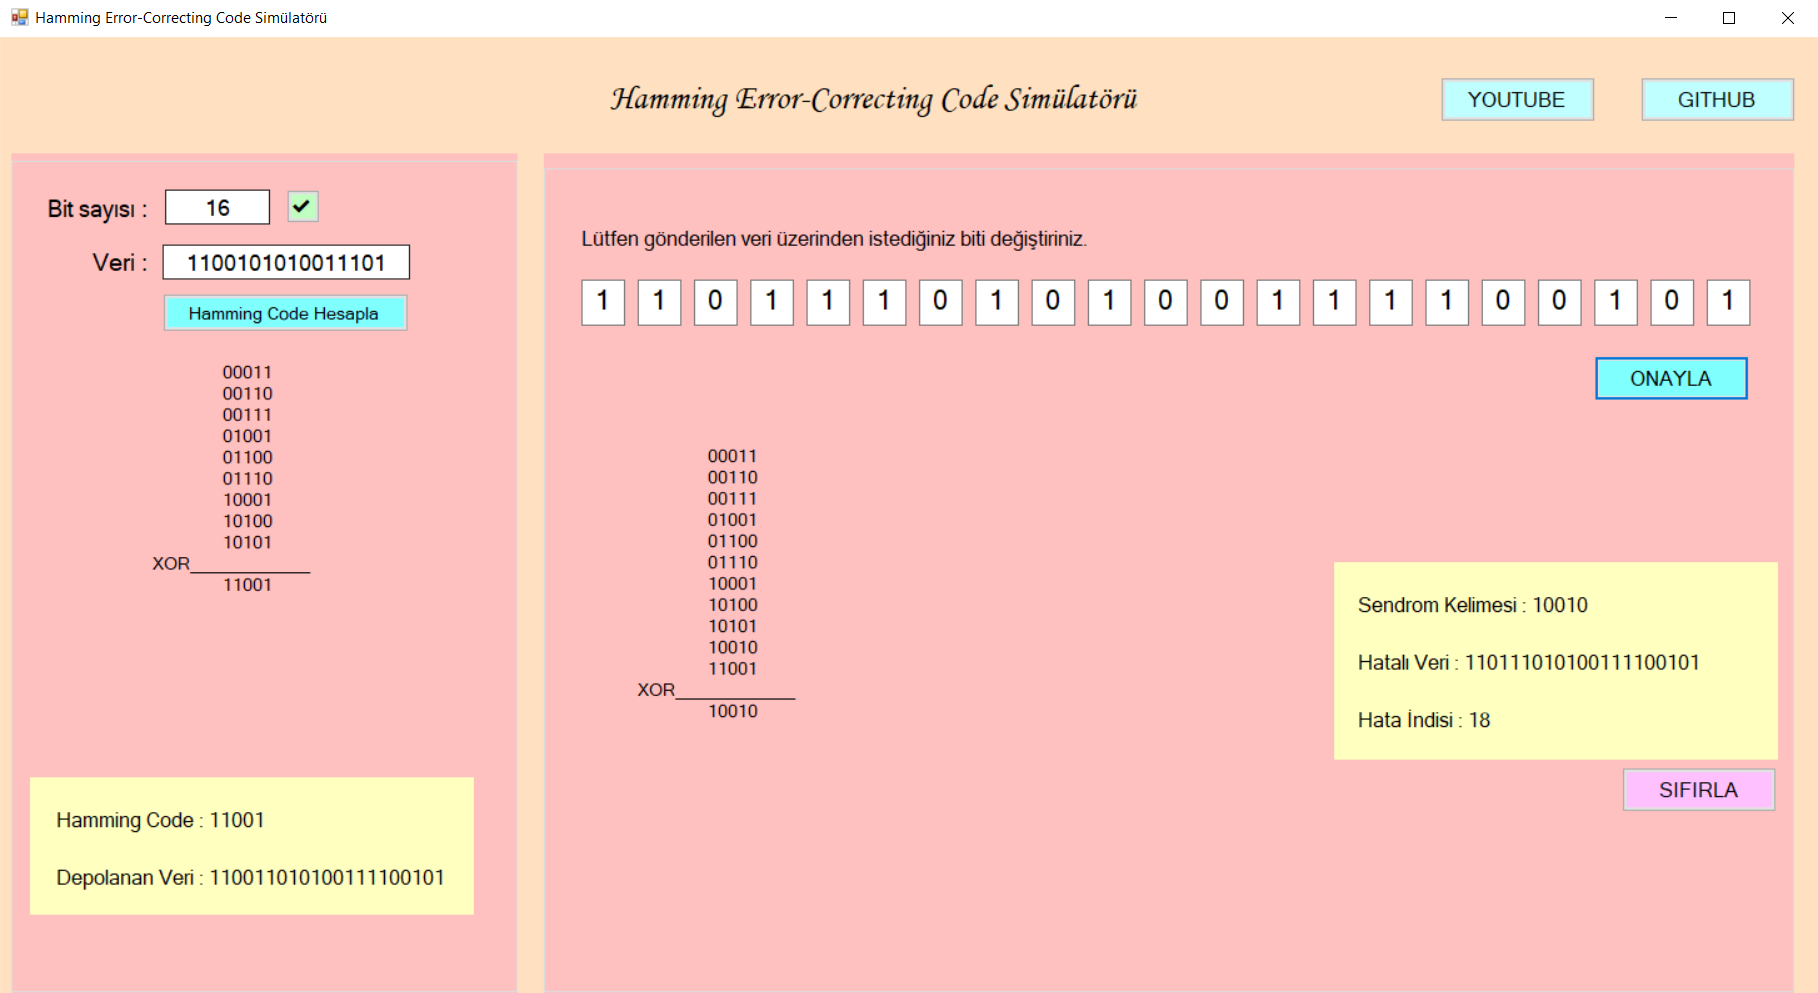 Hamming Error-Correcting Code Simülatörü
Hamming Error-Correcting Code Simülatörü
YOUTUBE
GITHUB
Bit sayısı : 16
Veri : 1100101010011101
Hamming Code Hesapla
00011
00110
00111
01001
01100
01110
10001
10100
10101
XOR
11001
Hamming Code : 11001
Depolanan Veri : 110011010100111100101
Lütfen gönderilen veri üzerinden istediğiniz biti değiştiriniz.
1 1 0 1 1 1 0 1 0 1 0 0 1 1 1 1 0 0 1 0 1
ONAYLA
00011
00110
00111
01001
01100
01110
10001
10100
10101
10010
11001
XOR
10010
Sendrom Kelimesi : 10010
Hatalı Veri : 110111010100111100101
Hata İndisi : 18
SIFIRLA